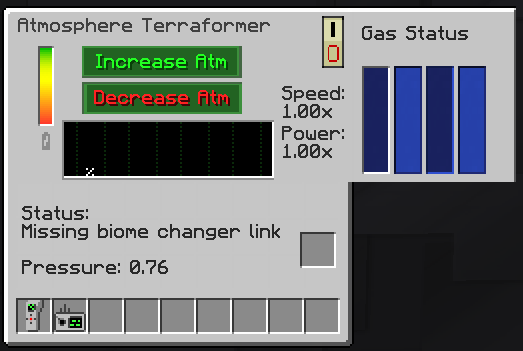 Atmosphere Terraformer
Gas Status
Increase Atm
Decrease Atm
I
O
Speed:
1.00x
Power:
1.00x
Status:
Missing biome changer link
Pressure: 0.76